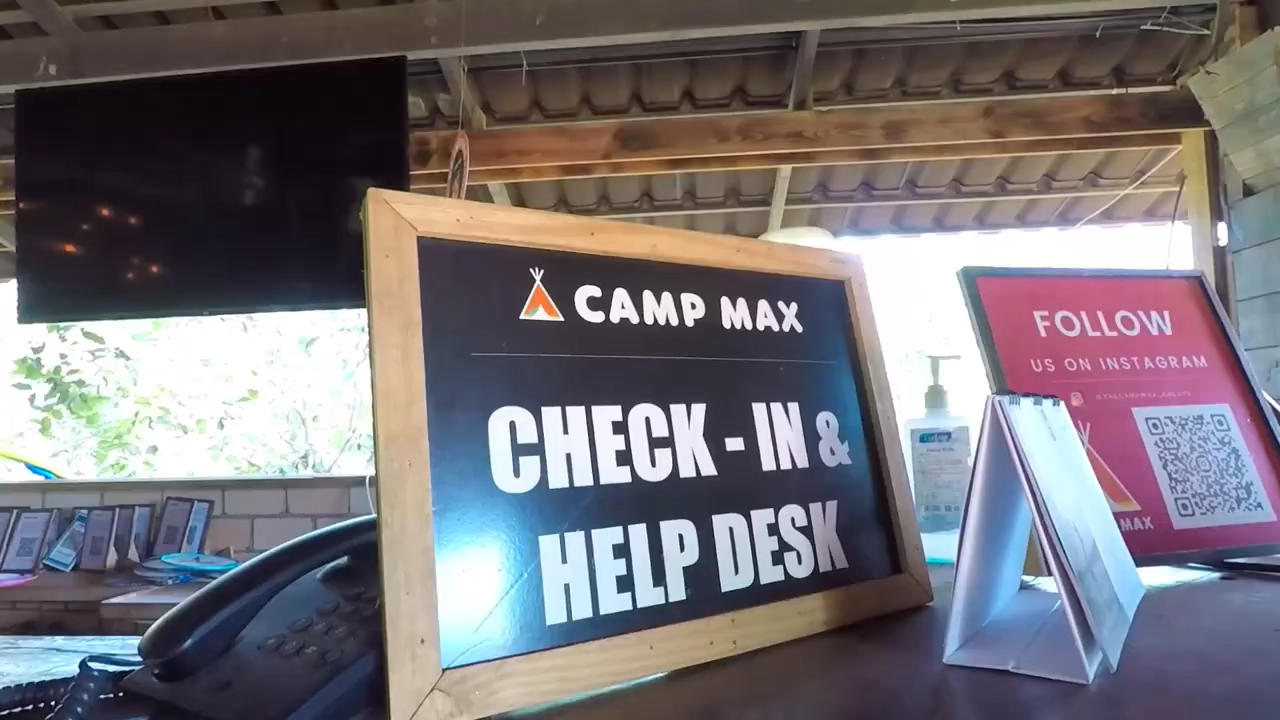 CAMP MAX
CHECK - IN &
HELP DESK
FOLLOW
US ON INSTAGRAM
MAX